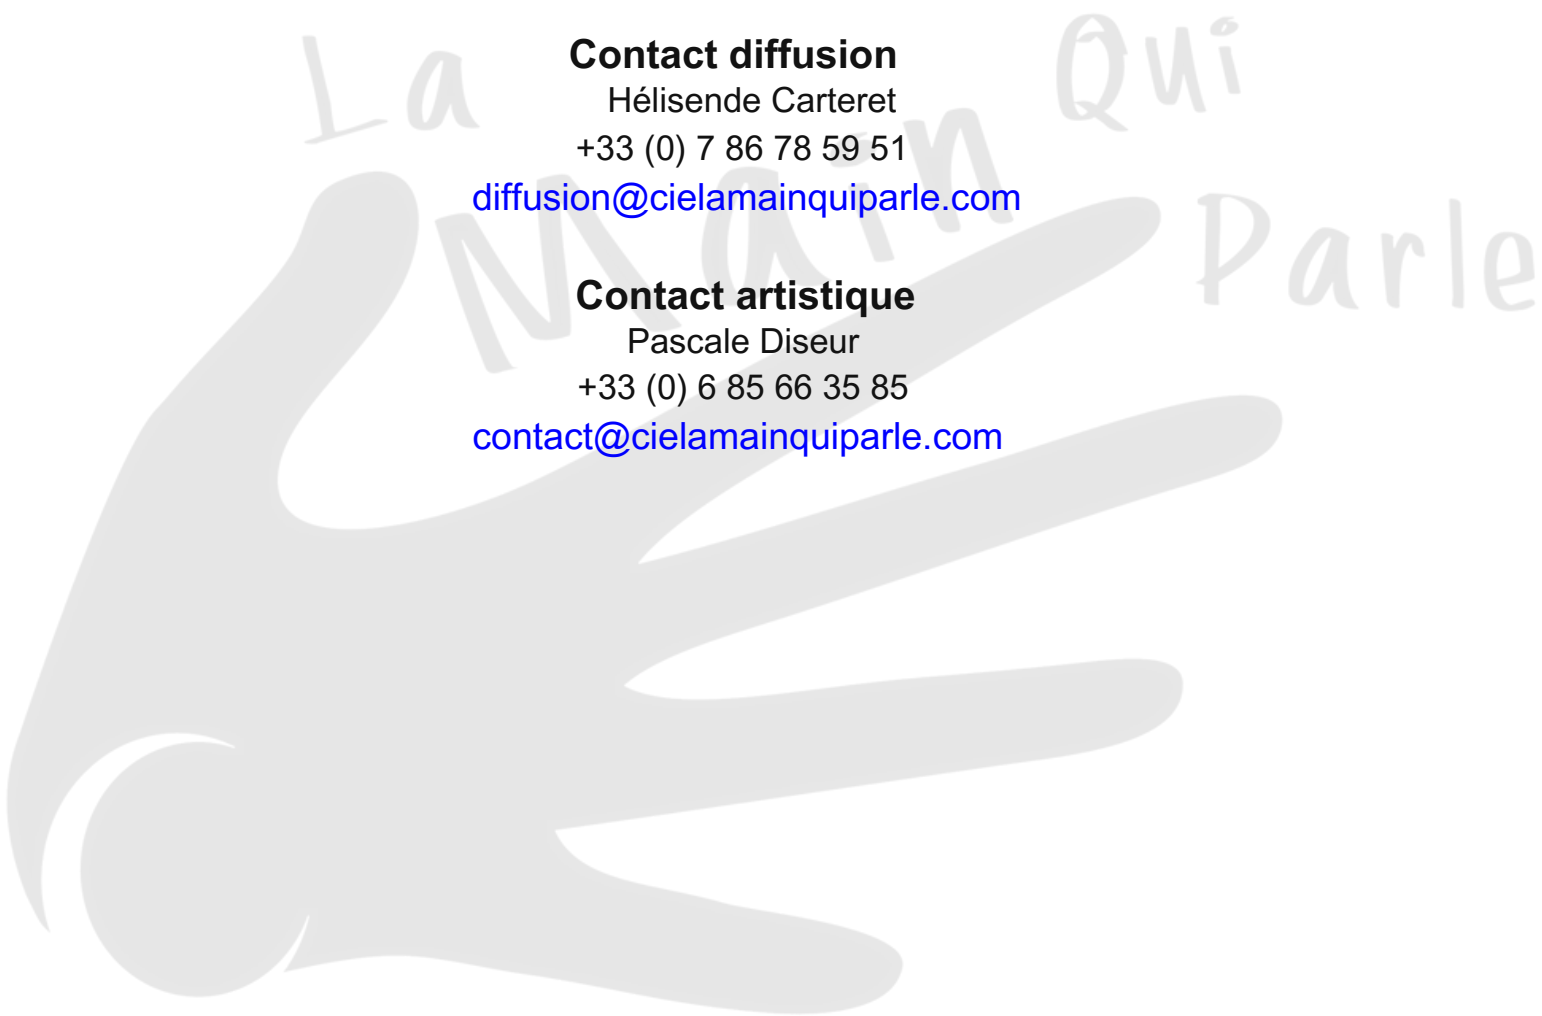 La Main Qui Parle
Contact diffusion
Hélisende Carteret
+33 (0) 7 86 78 59 51
diffusion@cielamainquiparle.com
Contact artistique
Pascale Diseur
+33 (0) 6 85 66 35 85
contact@cielamainquiparle.com